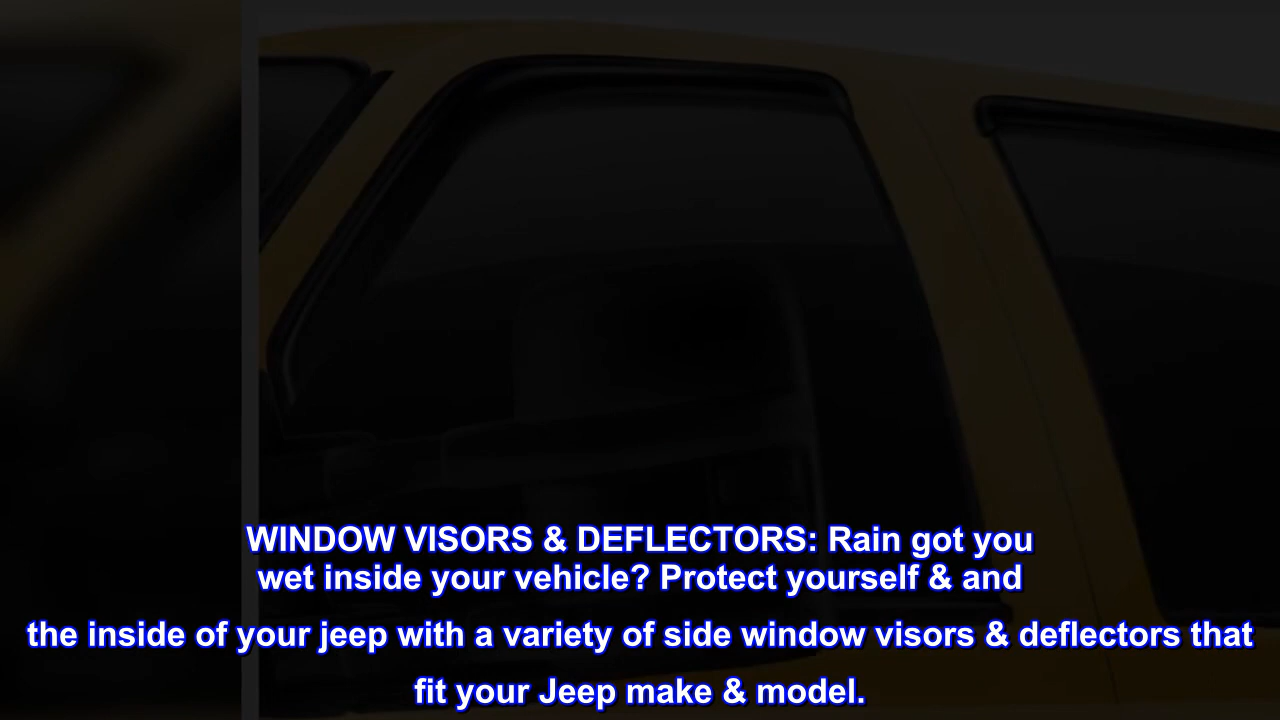 WINDOW VISORS & DEFLECTORS: Rain got you
wet inside your vehicle? Protect yourself & and
the inside of your jeep with a variety of side window visors & deflectors that
fit your Jeep make & model.